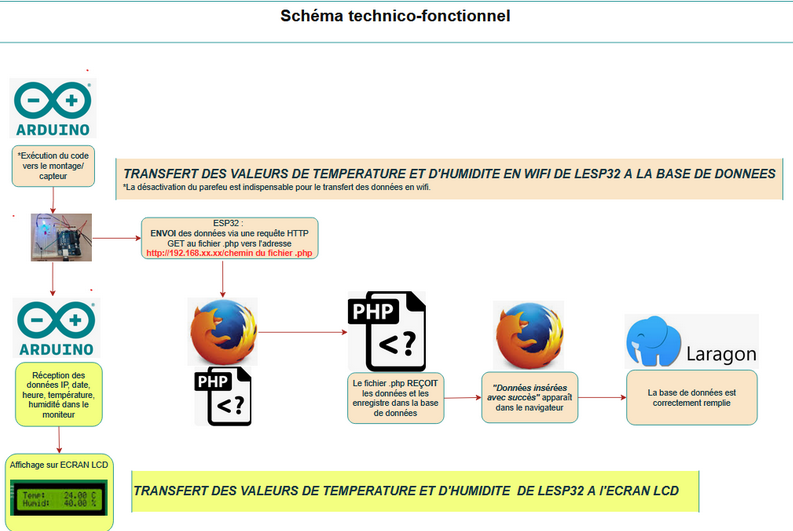 Schéma technico-fonctionnel
ARDUINO
*Exécution du code
vers le montage/
capteur
TRANSFERT DES VALEURS DE TEMPERATURE ET D'HUMIDITE EN WIFI DE LESP32 A LA BASE DE DONNEES
*La désactivation du parefeu est indispensable pour le transfert des données en wifi.
ESP32 :
ENVOI des données via une requête HTTP
GET au fichier .php vers l'adresse
http://192.168.xx.xx/chemin du fichier .php
ARDUINO
PHP
<?
PHP
<?
Laragon
Réception des
données IP, date,
heure, température,
humidité dans le
moniteur
Le fichier .php REÇOIT
les données et les
enregistre dans la base
de données
"Données insérées
avec succès" apparaît
dans le navigateur
La base de données est
correctement remplie
Affichage sur ECRAN LCD
Temp: 24.00 C
Humid: 40.00 %
TRANSFERT DES VALEURS DE TEMPERATURE ET D'HUMIDITE DE LESP32 A l'ECRAN LCD